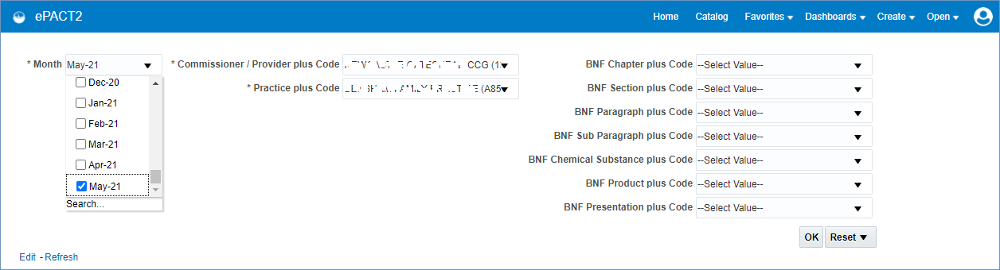 ePACT2
Home Catalog Favorites Dashboards Create Open
* Month May-21
Dec-20
Jan-21
Feb-21
Mar-21
Apr-21
May-21
Search...
* Commissioner / Provider plus Code CCG (1
* Practice plus Code FAMILY (A85
BNF Chapter plus Code --Select Value--
BNF Section plus Code --Select Value--
BNF Paragraph plus Code --Select Value--
BNF Sub Paragraph plus Code --Select Value--
BNF Chemical Substance plus Code --Select Value--
BNF Product plus Code --Select Value--
BNF Presentation plus Code --Select Value--
OK Reset
Edit - Refresh